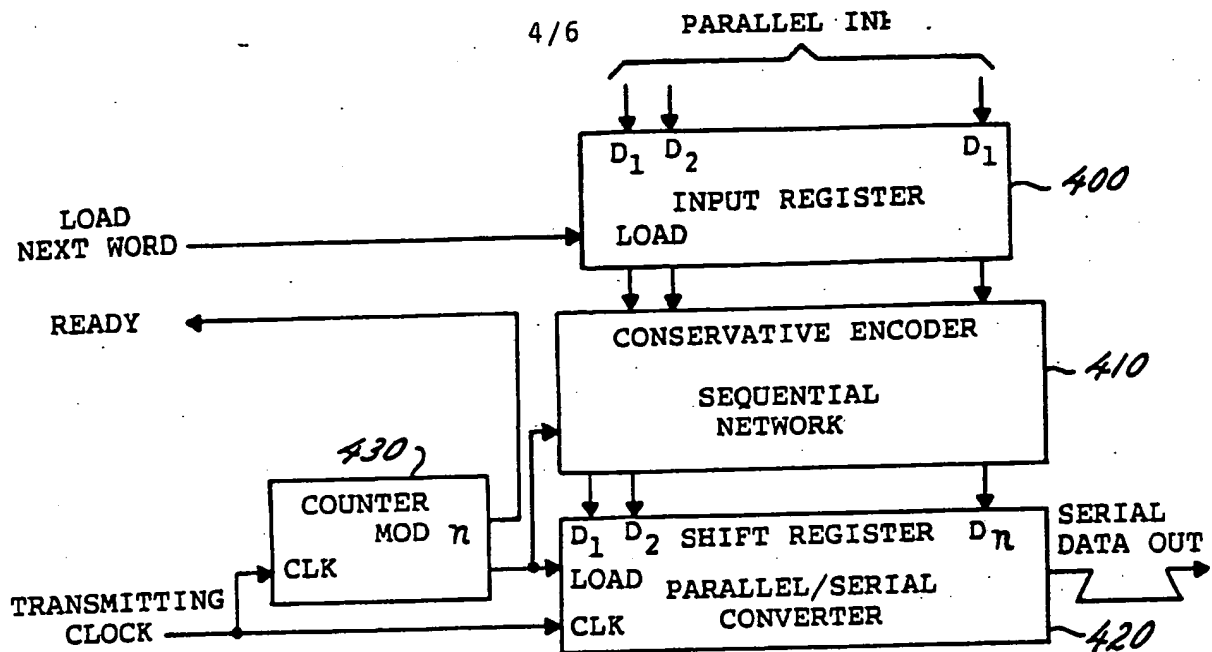 4/6
PARALLEL
D1 D2 D1
400
INPUT REGISTER
LOAD
LOAD
NEXT WORD
READY
CONSERVATIVE ENCODER
410
SEQUENTIAL
NETWORK
430
COUNTER
MOD n
CLK
D1 D2 SHIFT REGISTER Dn
SERIAL
DATA OUT
LOAD
PARALLEL/SERIAL
CONVERTER
TRANSMITTING
CLOCK
CLK
420